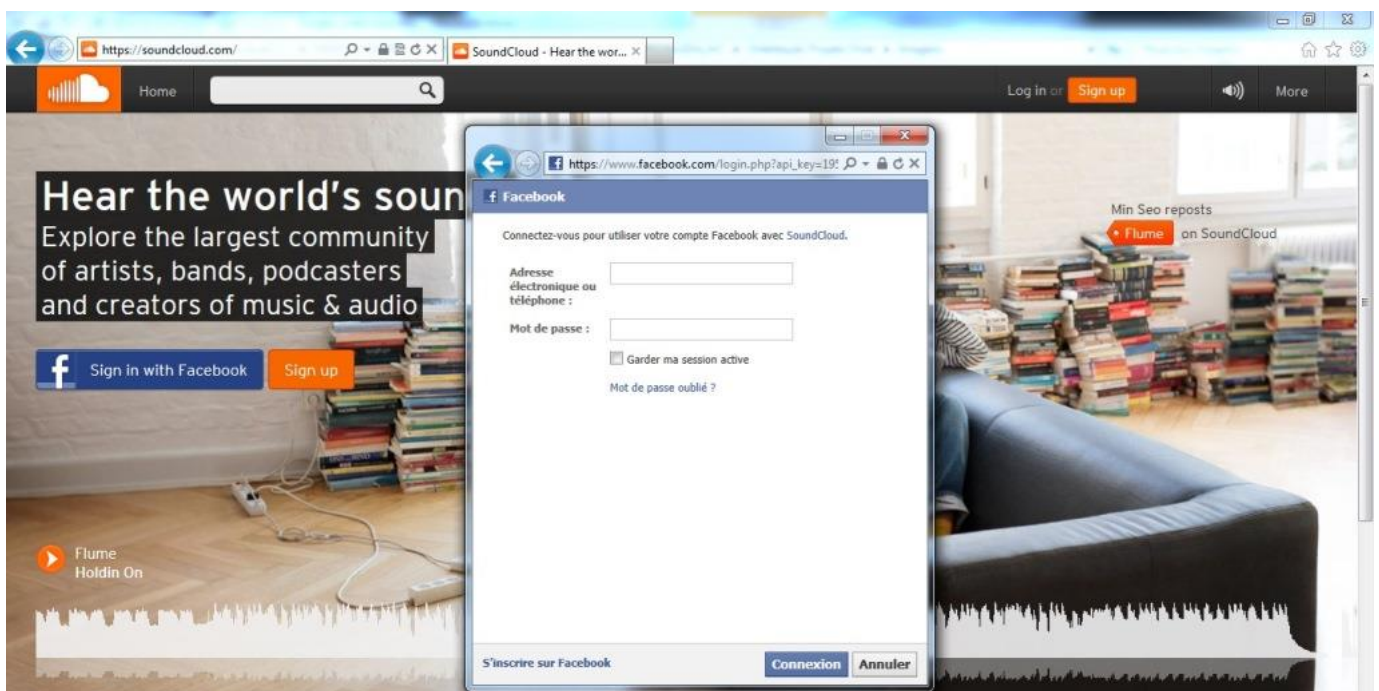 https://soundcloud.com/
SoundCloud - Hear the wor...
Home
Log in or Sign up
More
Hear the world's soun
Explore the largest community
of artists, bands, podcasters
and creators of music & audio
Sign in with Facebook
Sign up
Flume
Holdin On
https://www.facebook.com/login.php?api_key=19
Facebook
Connectez-vous pour utiliser votre compte Facebook avec SoundCloud.
Adresse
électronique ou
téléphone :
Mot de passe :
Garder ma session active
Mot de passe oublié ?
S'inscrire sur Facebook
Connexion
Annuler
Min Seo reposts
Flume on SoundCloud